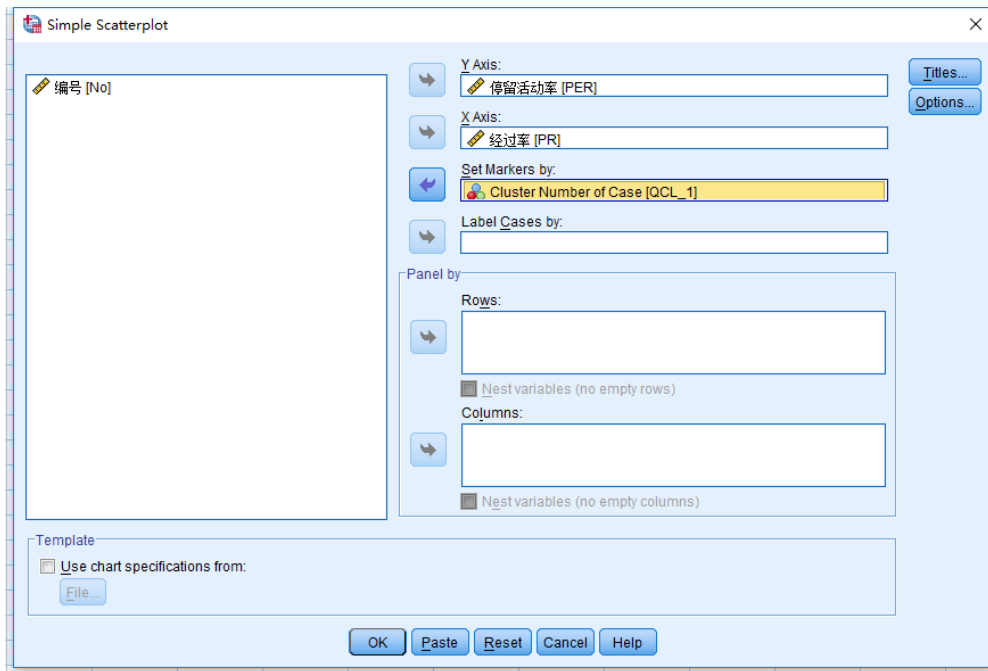 Simple Scatterplot
编号 [No]
Y Axis:
停留活动率 [PER]
X Axis:
经过率 [PR]
Set Markers by:
Cluster Number of Case [QCL_1]
Label Cases by:
Titles...
Options...
Panel by
Rows:
Nest variables (no empty rows)
Columns:
Nest variables (no empty columns)
Template
Use chart specifications from:
File...
OK Paste Reset Cancel Help